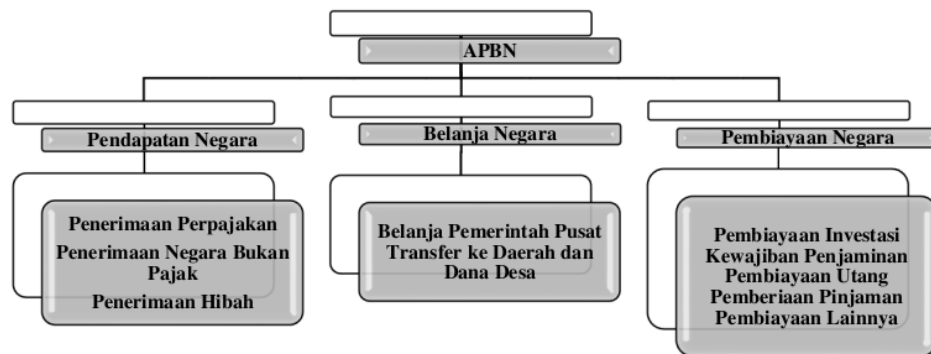 APBN
Pendapatan Negara
Belanja Negara
Pembiayaan Negara
Penerimaan Perpajakan
Penerimaan Negara Bukan
Pajak
Penerimaan Hibah
Belanja Pemerintah Pusat
Transfer ke Daerah dan
Dana Desa
Pembiayaan Investasi
Kewajiban Penjaminan
Pembiayaan Utang
Pemberiaan Pinjaman
Pembiayaan Lainnya